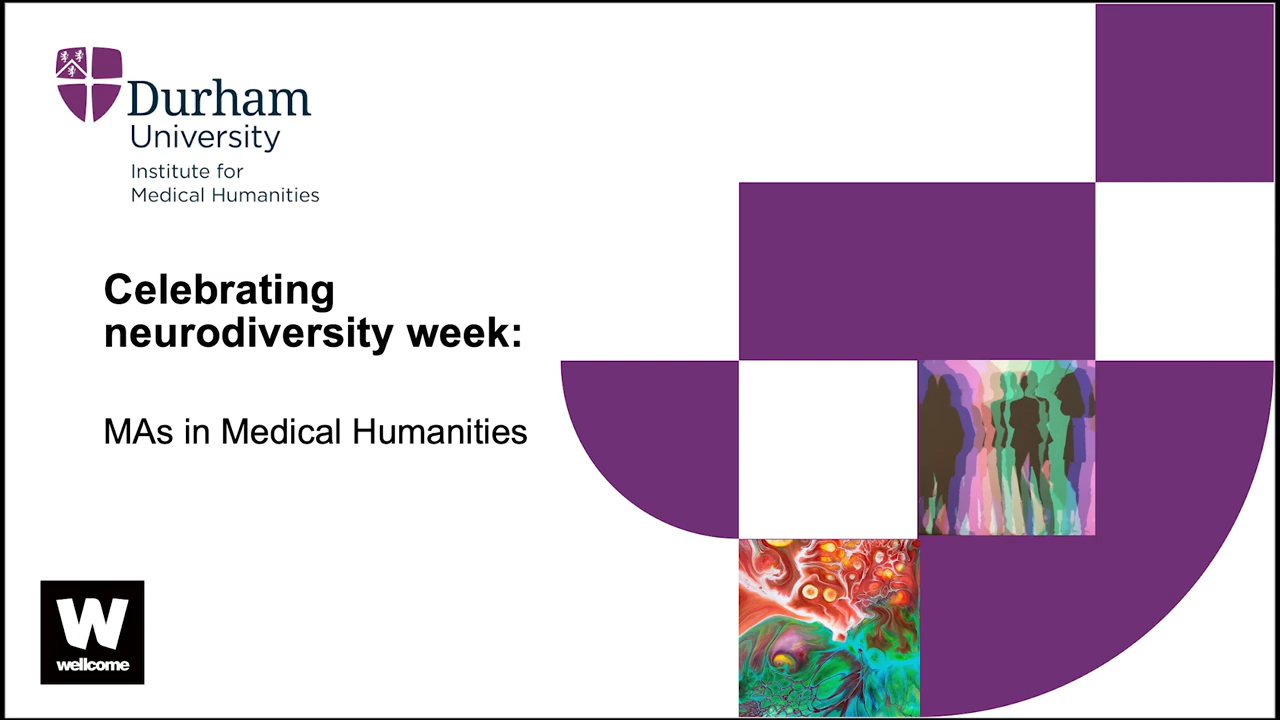 Durham
University
Institute for
Medical Humanities
Celebrating
neurodiversity week:
MAs in Medical Humanities
W
wellcome